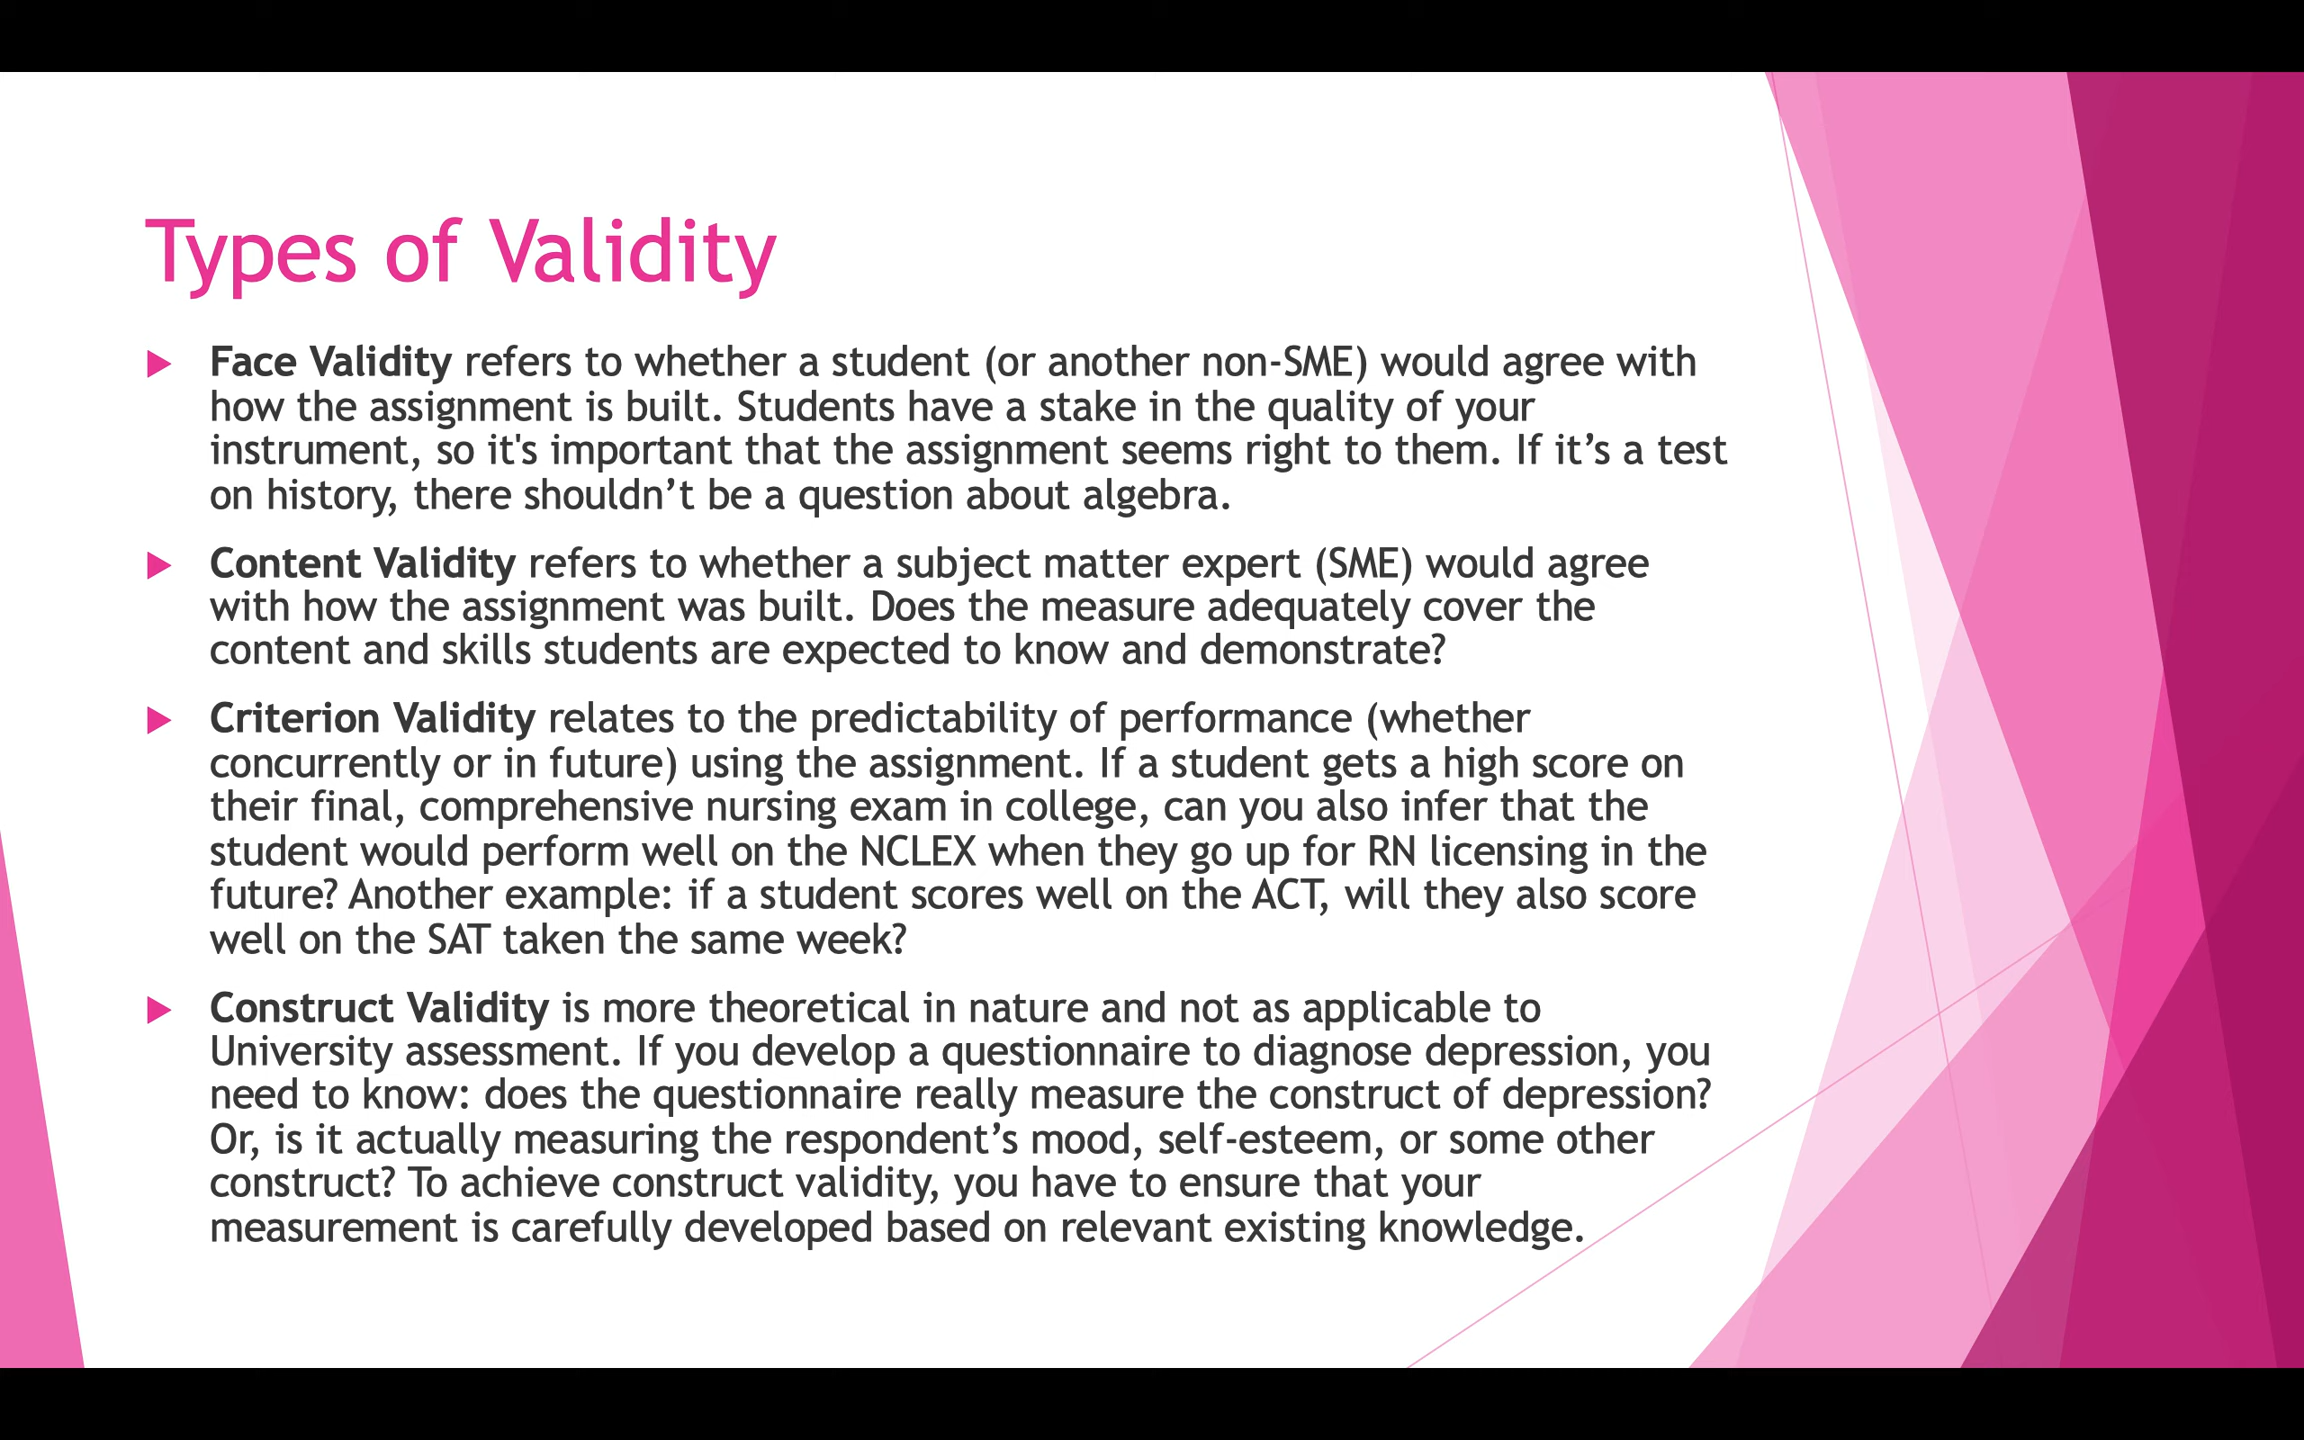 Types of Validity
Face Validity refers to whether a student (or another non-SME) would agree with
how the assignment is built. Students have a stake in the quality of your
instrument, so it's important that the assignment seems right to them. If it’s a test
on history, there shouldn’t be a question about algebra.
Content Validity refers to whether a subject matter expert (SME) would agree
with how the assignment was built. Does the measure adequately cover the
content and skills students are expected to know and demonstrate?
Criterion Validity relates to the predictability of performance (whether
concurrently or in future) using the assignment. If a student gets a high score on
their final, comprehensive nursing exam in college, can you also infer that the
student would perform well on the NCLEX when they go up for RN licensing in the
future? Another example: if a student scores well on the ACT, will they also score
well on the SAT taken the same week?
Construct Validity is more theoretical in nature and not as applicable to
University assessment. If you develop a questionnaire to diagnose depression, you
need to know: does the questionnaire really measure the construct of depression?
Or, is it actually measuring the respondent’s mood, self-esteem, or some other
construct? To achieve construct validity, you have to ensure that your
measurement is carefully developed based on relevant existing knowledge.